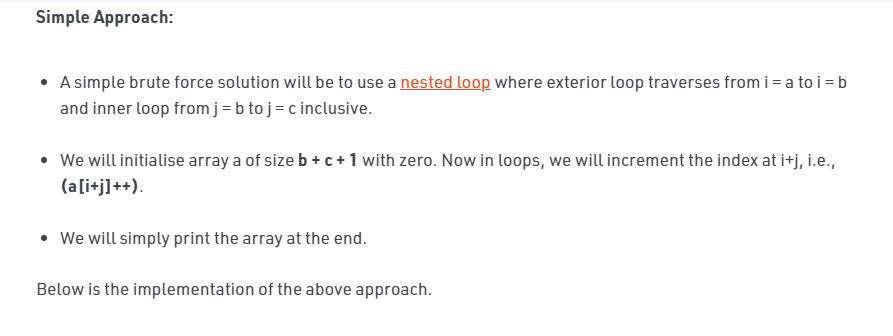 Simple Approach:
• A simple brute force solution will be to use a nested loop where exterior loop traverses from i = a to i = b
and inner loop from j = b to j = c inclusive.
• We will initialise array a of size b + c + 1 with zero. Now in loops, we will increment the index at i+j, i.e.,
(a[i+j]++).
• We will simply print the array at the end.
Below is the implementation of the above approach.